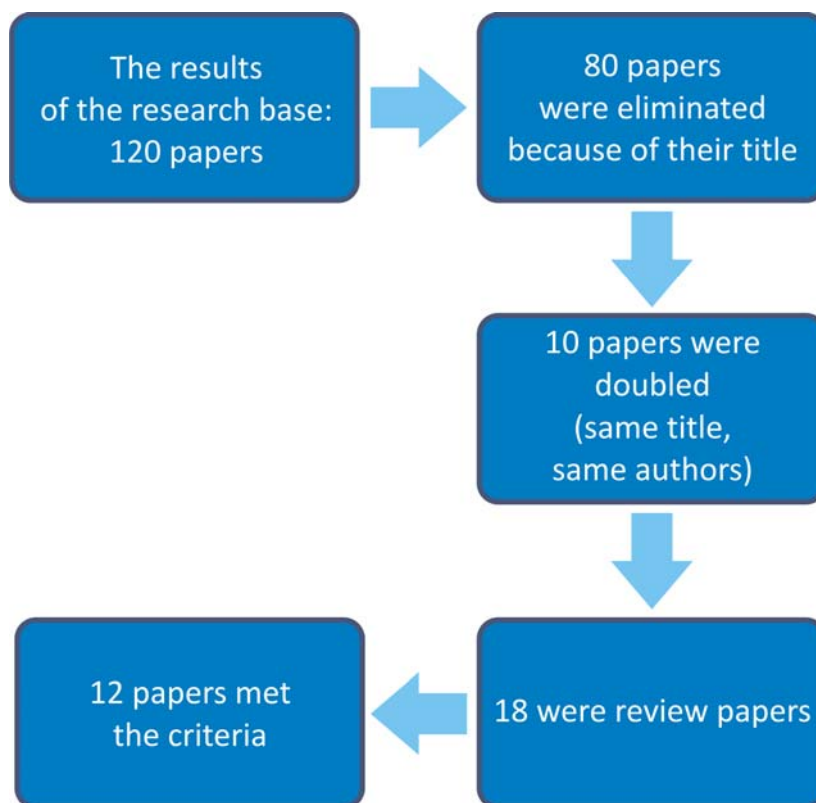 The results
of the research base:
120 papers
80 papers
were eliminated
because of their title
10 papers were
doubled
(same title,
same authors)
18 were review papers
12 papers met
the criteria